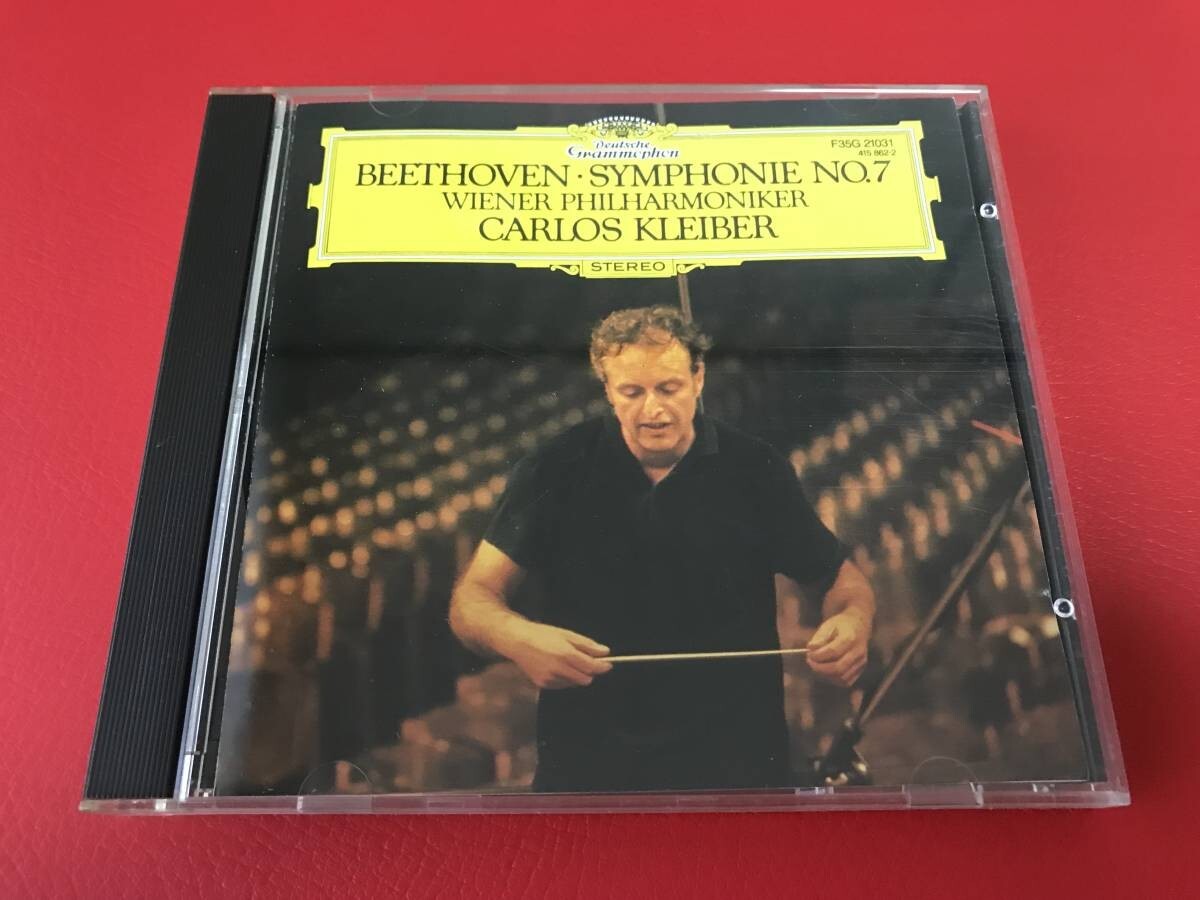 Deutsche
Grammophon
F35G 21031
415 862-2
BEETHOVEN · SYMPHONIE NO.7
WIENER PHILHARMONIKER
CARLOS KLEIBER
STEREO